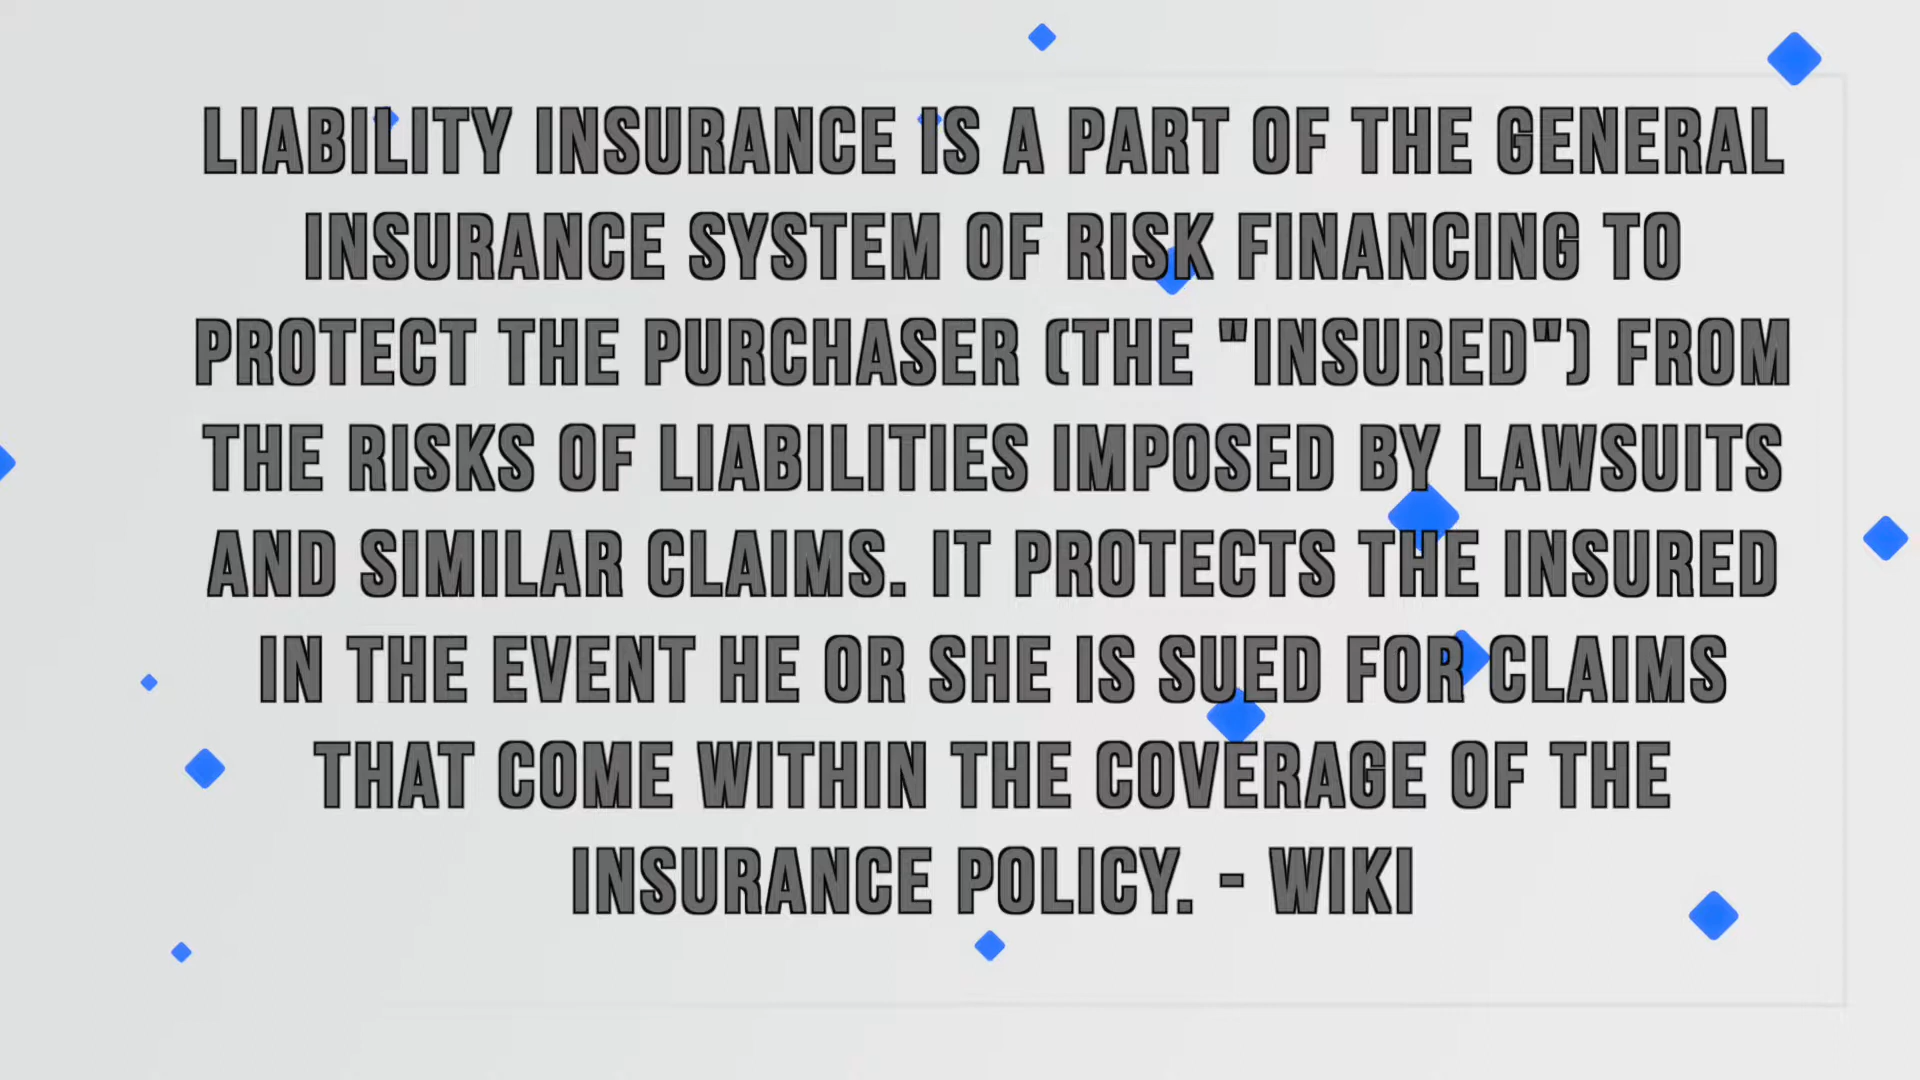 LIABILITY INSURANCE IS A PART OF THE GENERAL
INSURANCE SYSTEM OF RISK FINANCING TO
PROTECT THE PURCHASER (THE "INSURED") FROM
THE RISKS OF LIABILITIES IMPOSED BY LAWSUITS
AND SIMILAR CLAIMS. IT PROTECTS THE INSURED
IN THE EVENT HE OR SHE IS SUED FOR CLAIMS
THAT COME WITHIN THE COVERAGE OF THE
INSURANCE POLICY. - WIKI